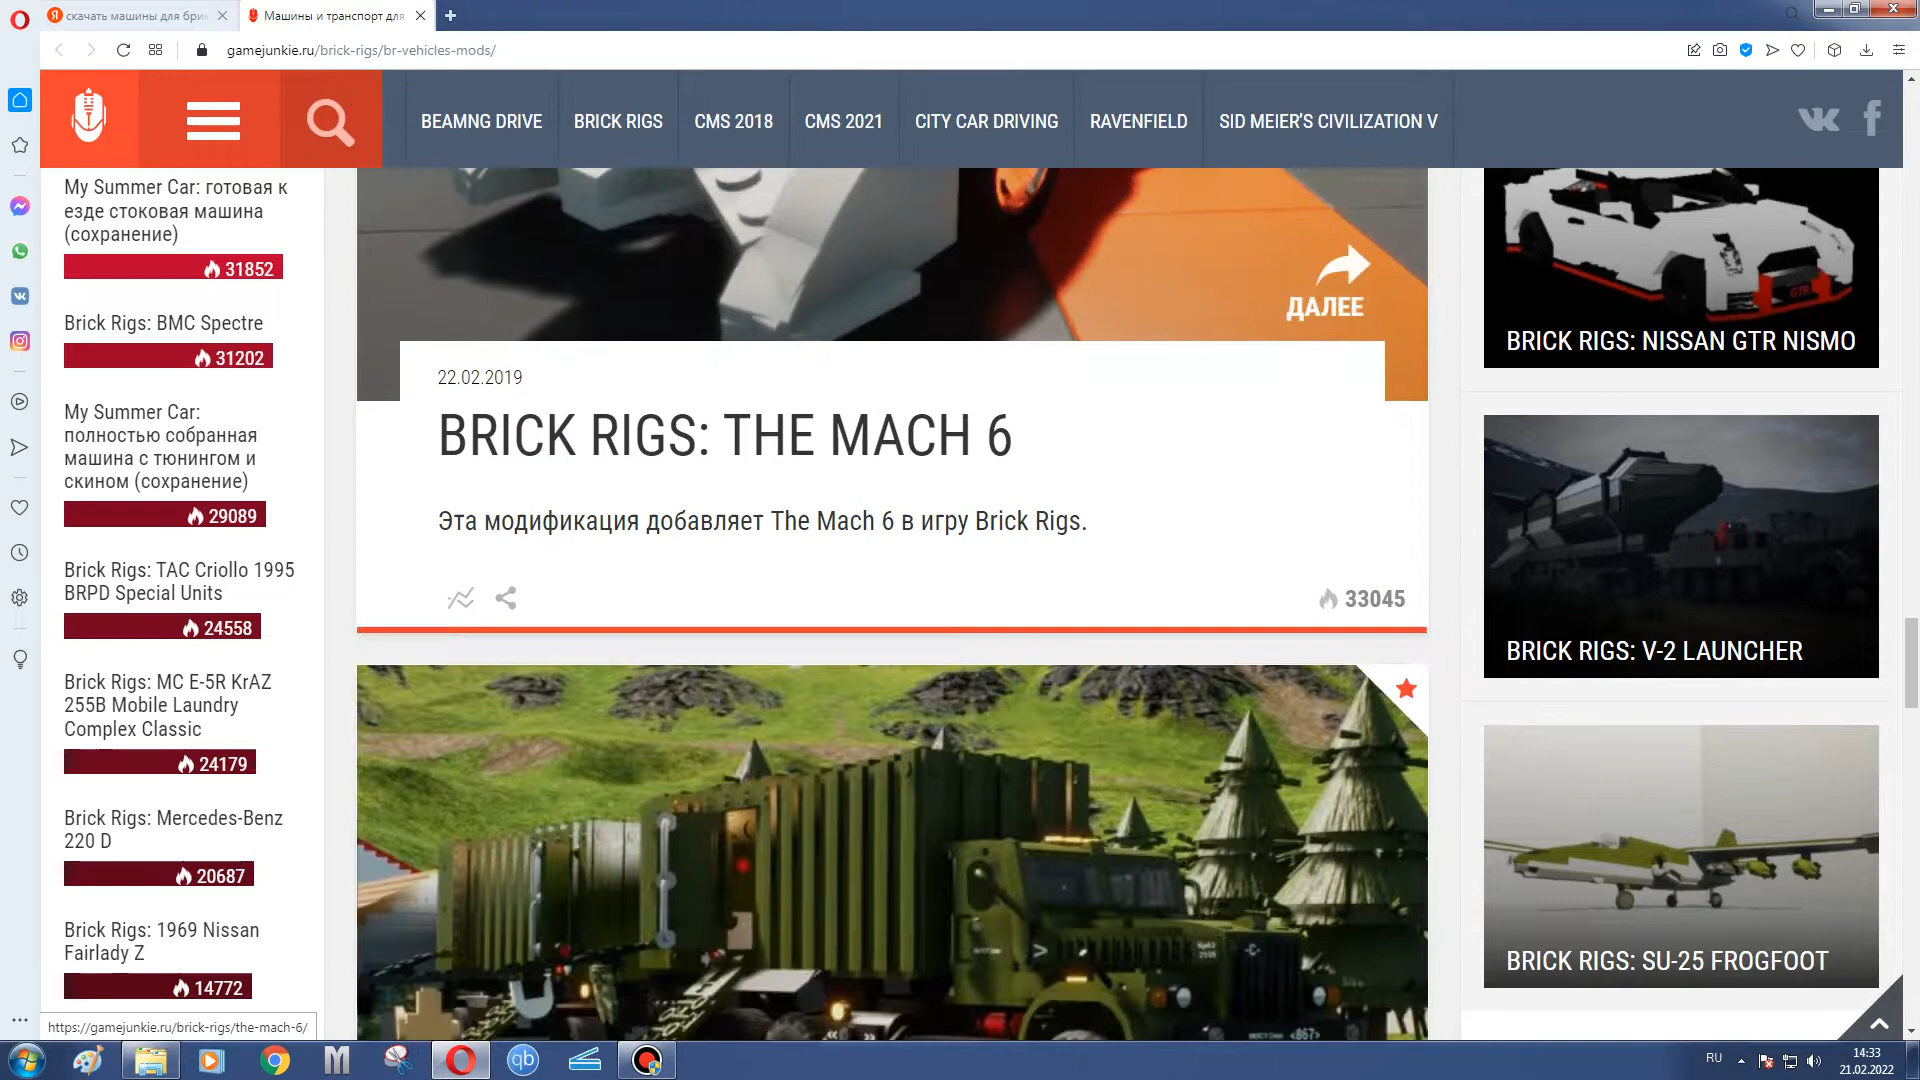 скачать машины для бри
Машины и транспорт для
gamejunkie.ru/brick-rigs/br-vehicles-mods/
BEAMNG DRIVE
BRICK RIGS
CMS 2018
CMS 2021
CITY CAR DRIVING
RAVENFIELD
SID MEIER'S CIVILIZATION V
My Summer Car: готовая к
езде стоковая машина
(сохранение)
31852
Brick Rigs: BMC Spectre
31202
My Summer Car:
полностью собранная
машина с тюнингом и
скином (сохранение)
29089
Brick Rigs: TAC Criollo 1995
BRPD Special Units
24558
Brick Rigs: MC E-5R KrAZ
255B Mobile Laundry
Complex Classic
24179
Brick Rigs: Mercedes-Benz
220 D
20687
Brick Rigs: 1969 Nissan
Fairlady Z
14772
https://gamejunkie.ru/brick-rigs/the-mach-6/
ДАЛЕЕ
22.02.2019
BRICK RIGS: THE MACH 6
Эта модификация добавляет The Mach 6 в игру Brick Rigs.
33045
GTR
BRICK RIGS: NISSAN GTR NISMO
BRICK RIGS: V-2 LAUNCHER
BRICK RIGS: SU-25 FROGFOOT
RU
14:33
21.02.2022